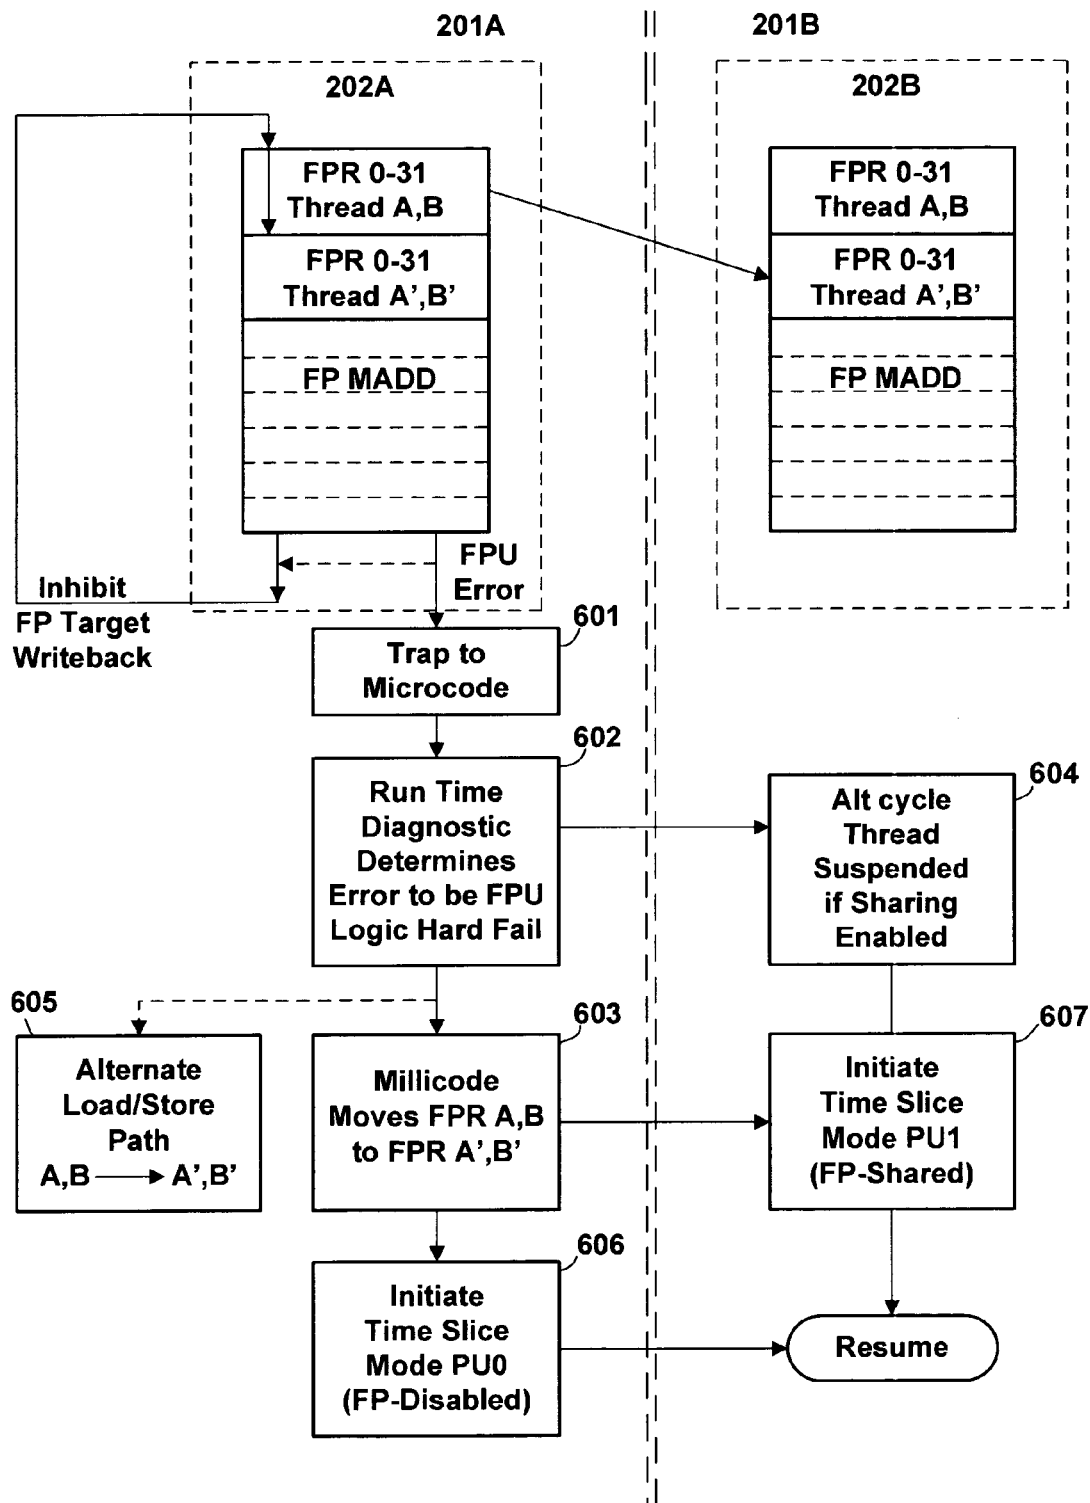 201A
201B
202A
202B
FPR 0-31
Thread A,B
FPR 0-31
Thread A',B'
FP MADD
FPR 0-31
Thread A,B
FPR 0-31
Thread A',B'
FP MADD
FPU
Error
Inhibit
FP Target
Writeback
601
Trap to
Microcode
602
Run Time
Diagnostic
Determines
Error to be FPU
Logic Hard Fail
604
Alt cycle
Thread
Suspended
if Sharing
Enabled
605
Alternate
Load/Store
Path
A,B A',B'
603
Millicode
Moves FPR A,B
to FPR A',B'
607
Initiate
Time Slice
Mode PU1
(FP-Shared)
606
Initiate
Time Slice
Mode PU0
(FP-Disabled)
Resume